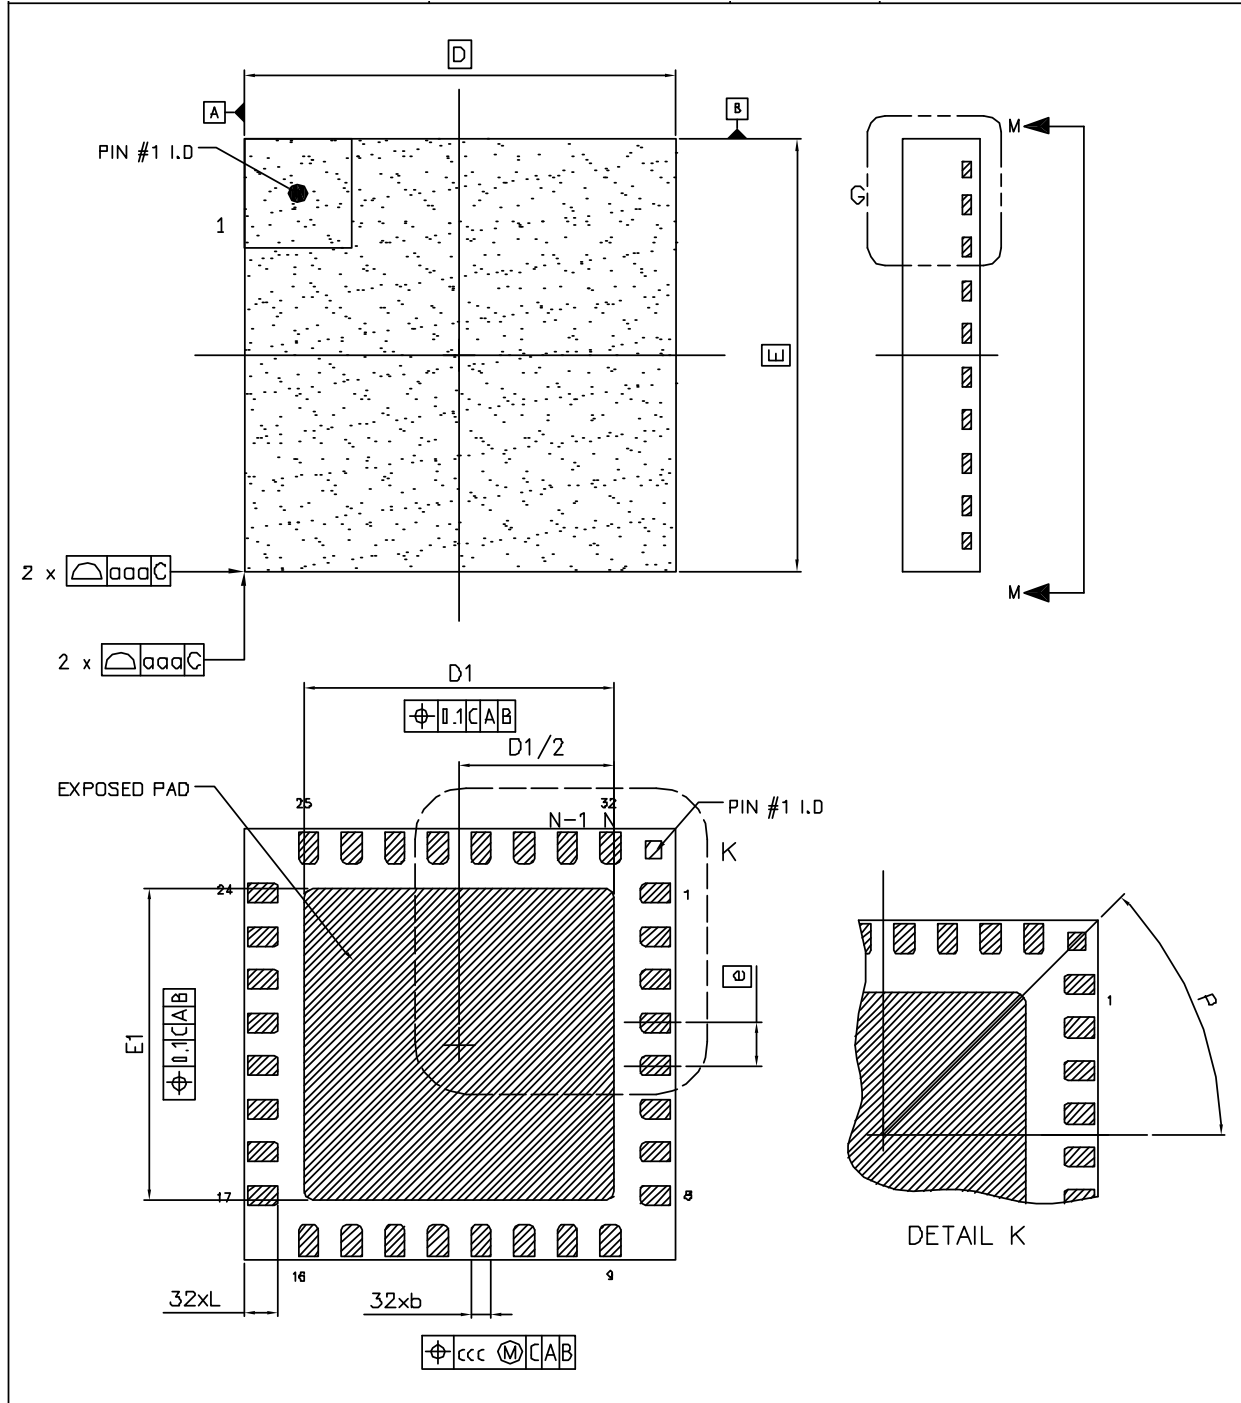 D
A
B
PIN #1 I.D
1
M
G
E
M
2 x aaa C
2 x aaa C
D1
0.1 C A B
D1/2
EXPOSED PAD
25
32
N-1 N
PIN #1 I.D
K
24
1
e
E1
0.1 C A B
P
1
17
8
DETAIL K
16
9
32xL
32xb
ccc M C A B